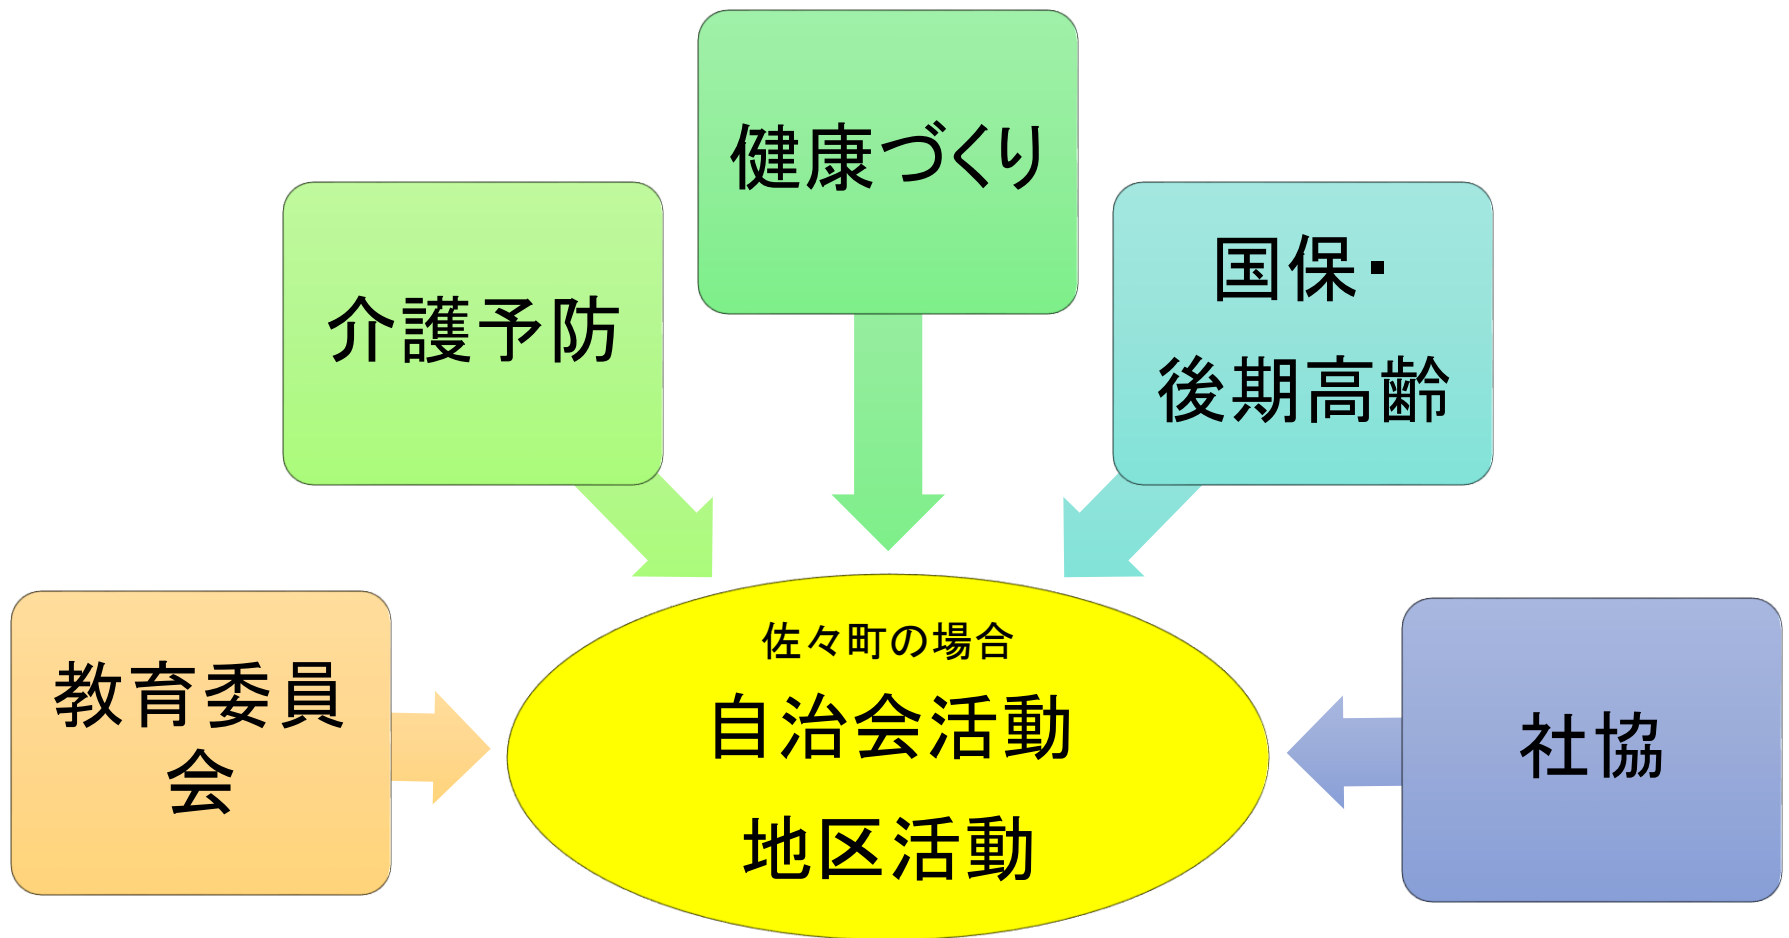 健康づくり
介護予防
国保・
後期高齢
教育委員
会
佐々町の場合
自治会活動
地区活動
社協